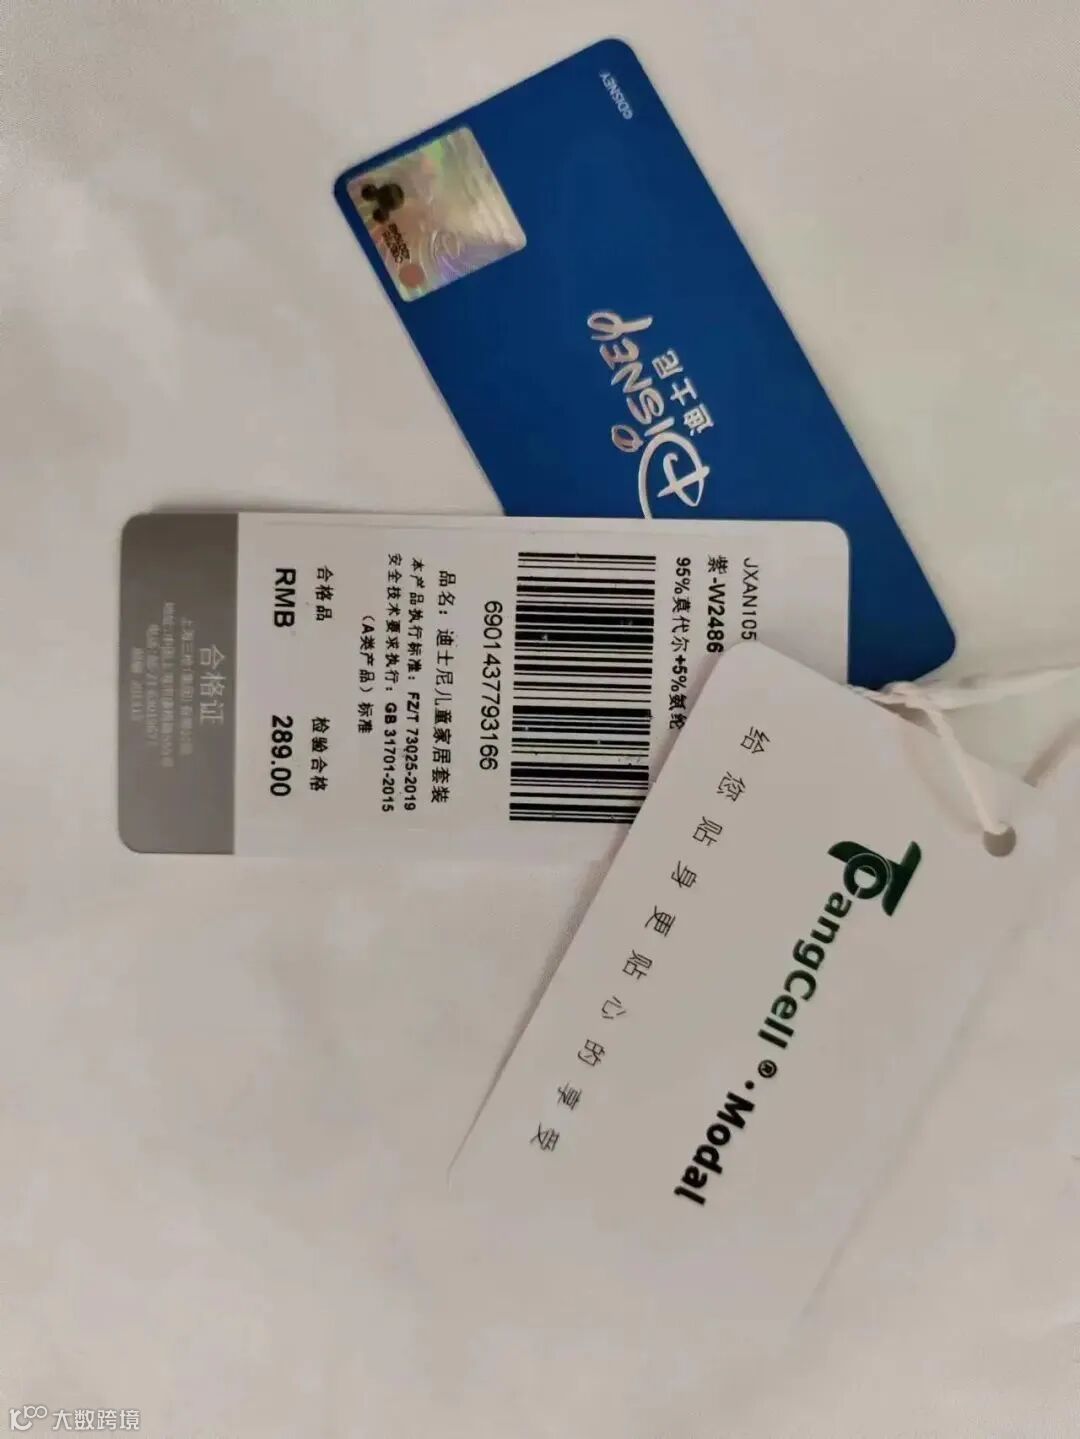 ©DISNEY
DISNEY
迪士尼
JXAN105
紫-W2486
95%莫代尔+5%氨纶
6901437793166
品名：迪士尼儿童家居套装
本产品执行标准：FZ/T 73025-2019
安全技术要求执行：GB 31701-2015
（A类产品）标准
合格品 检验合格
RMB 289.00
合格证
TangCell®·Modal
给您贴身更贴心的享受
大数跨境